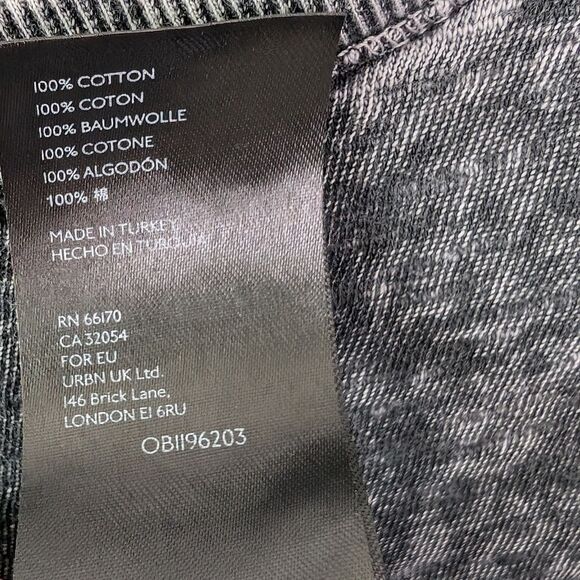 100% COTTON
100% COTON
100% BAUMWOLLE
100% COTONE
100% ALGODÓN
100% 棉
MADE IN TURKEY
HECHO EN TURQUIA
RN 66170
CA 32054
FOR EU
URBN UK Ltd.
146 Brick Lane,
LONDON E1 6RU
OB1196203